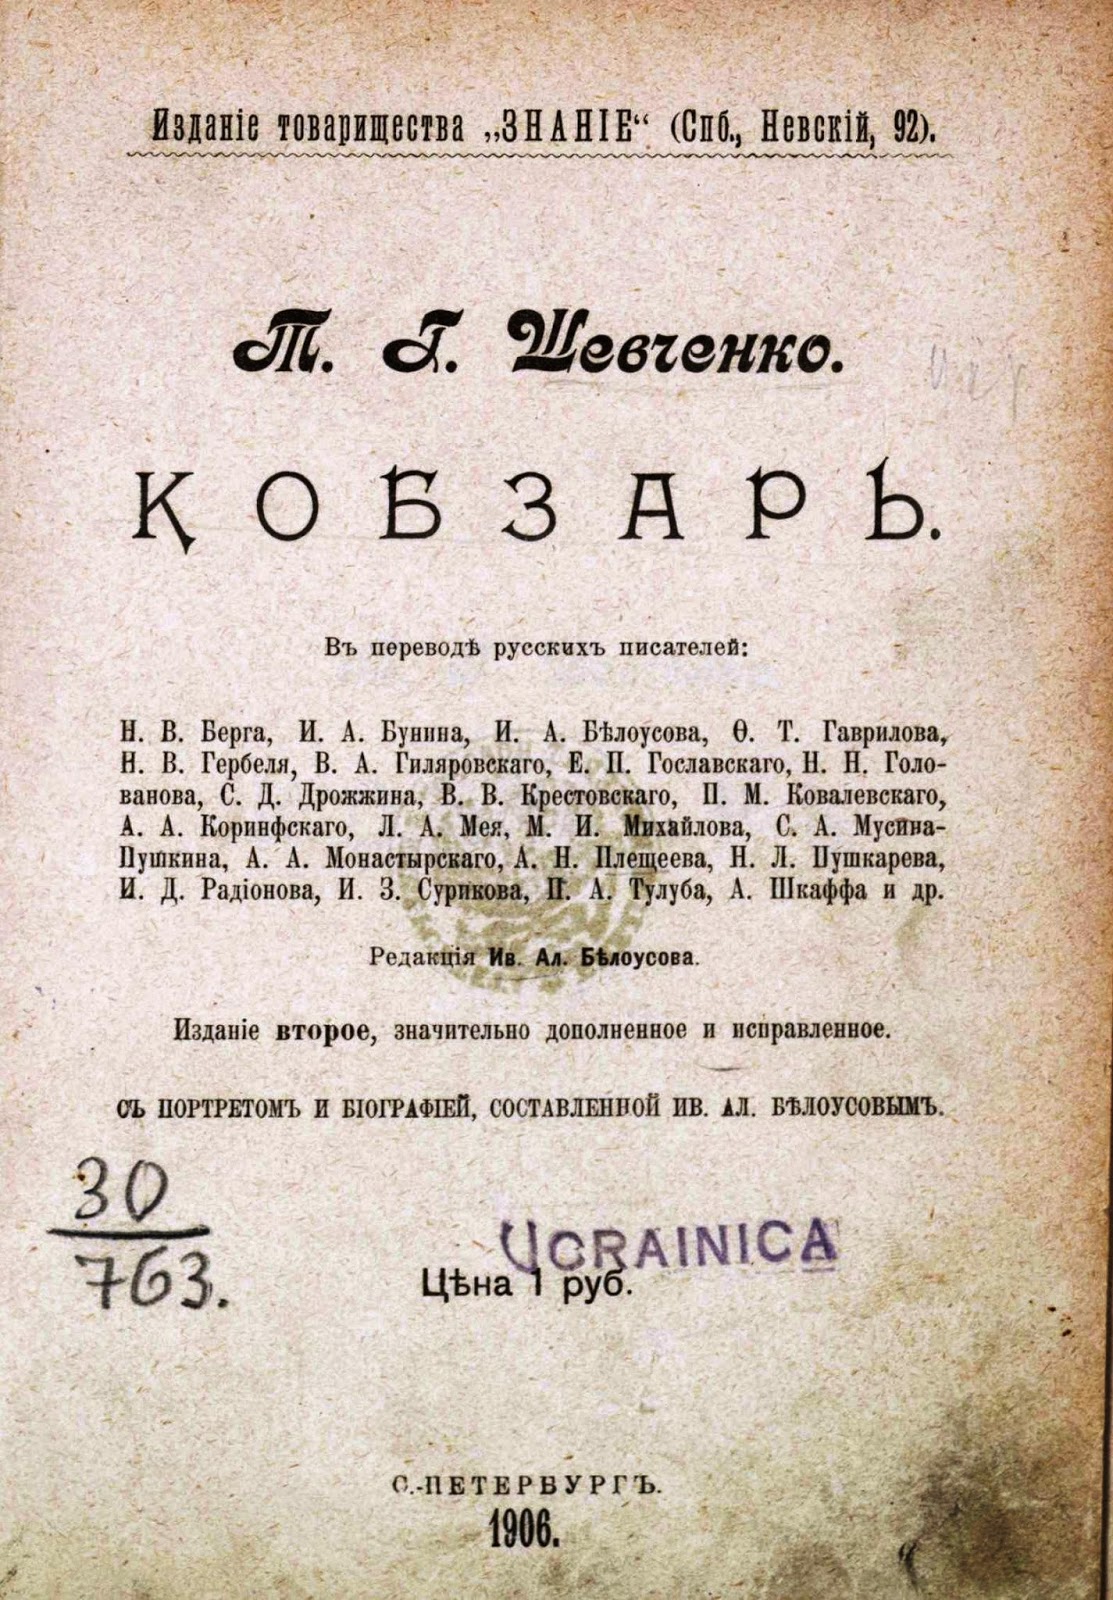 Изданіе товарищества „ЗНАНІЕ“ (Спб., Невскій, 92).
Т. Г. Шевченко.
КОБЗАРЬ.
Въ переводѣ русскихъ писателей:
Н. В. Берга, И. А. Бунина, И. А. Бѣлоусова, Ѳ. Т. Гаврилова,
Н. В. Гербеля, В. А. Гиляровскаго, Е. П. Гославскаго, Н. Н. Голо-
ванова, С. Д. Дрожжина, В. В. Крестовскаго, П. М. Ковалевскаго,
А. А. Коринфскаго, Л. А. Мея, М. И. Михайлова, С. А. Мусина-
Пушкина, А. А. Монастырскаго, А. Н. Плещеева, Н. Л. Пушкарева,
И. Д. Радіонова, И. З. Сурикова, П. А. Тулуба, А. Шкаффа и др.
Редакція Ив. Ал. Бѣлоусова.
Изданіе второе, значительно дополненное и исправленное.
СЪ ПОРТРЕТОМЪ И БІОГРАФІЕЙ, СОСТАВЛЕННОЙ ИВ. АЛ. БѢЛОУСОВЫМЪ.
30
763.
UCRAINICA
Цѣна 1 руб.
С.-ПЕТЕРБУРГЪ.
1906.